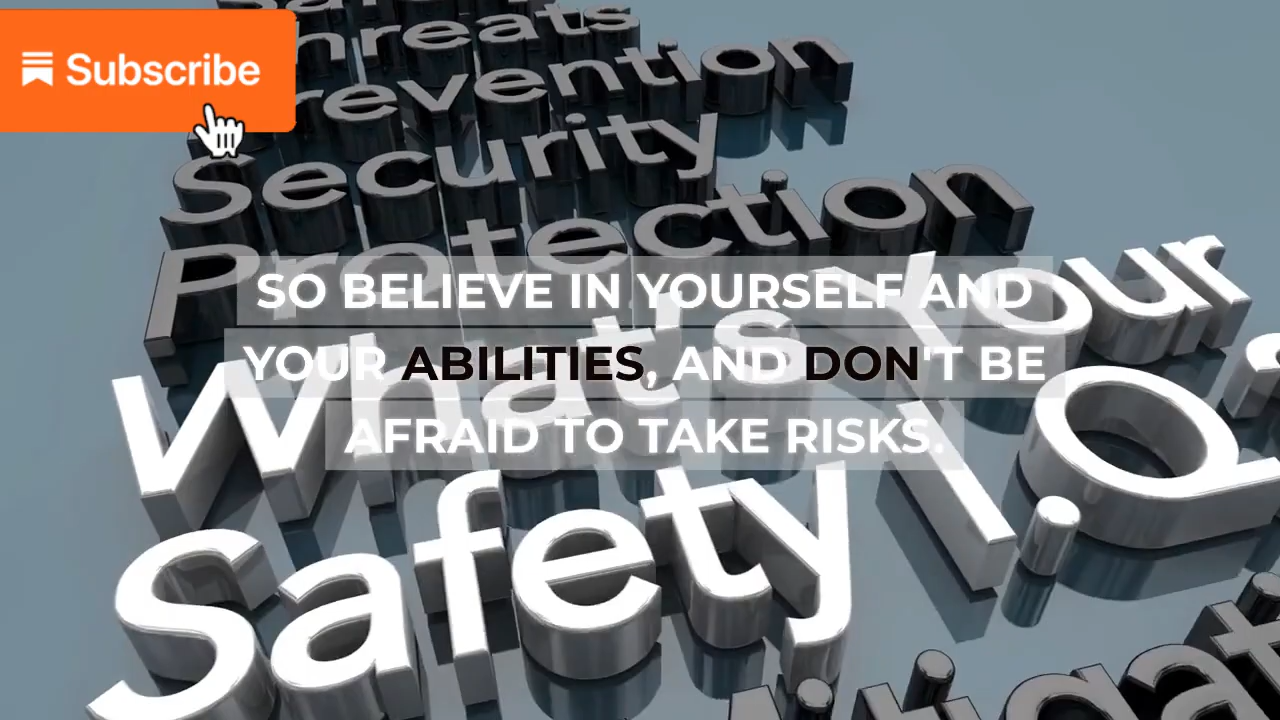 Subscribe
Threats
Prevention
Security
Protection
What's Your
Safety I.Q.
SO BELIEVE IN YOURSELF AND
YOUR ABILITIES, AND DON'T BE
AFRAID TO TAKE RISKS.